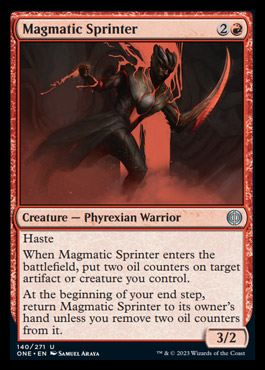 Magmatic Sprinter 2
Creature — Phyrexian Warrior
Haste
When Magmatic Sprinter enters the
battlefield, put two oil counters on target
artifact or creature you control.
At the beginning of your end step,
return Magmatic Sprinter to its owner's
hand unless you remove two oil counters
from it.
3/2
140/271 U
ONE • EN SAMUEL ARAYA
™ & © 2023 Wizards of the Coast